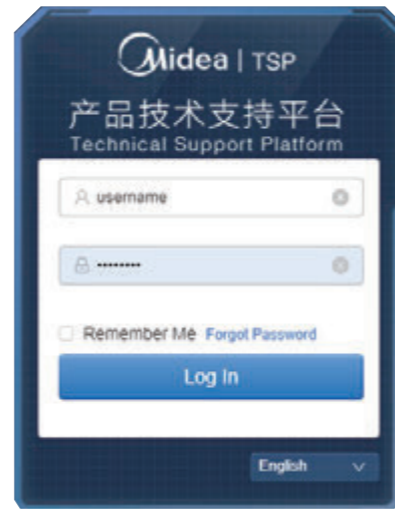 Midea | TSP
产品技术支持平台
Technical Support Platform
username
••••••••
Remember Me Forgot Password
Log In
English